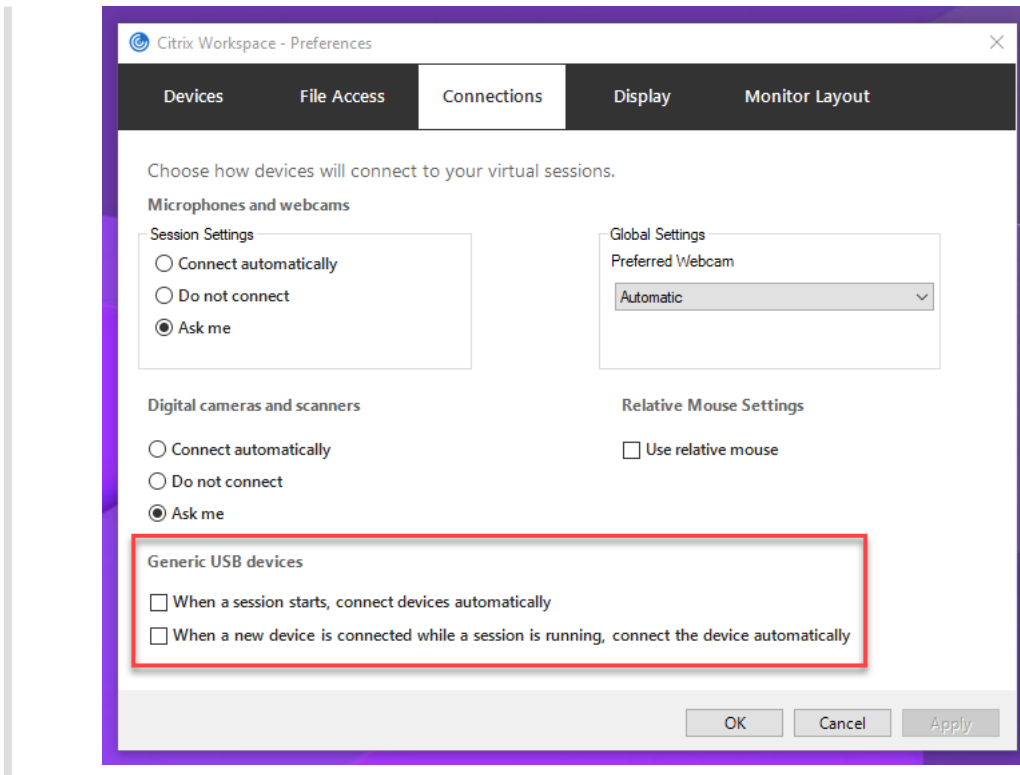 Citrix Workspace - Preferences
Devices File Access Connections Display Monitor Layout
Choose how devices will connect to your virtual sessions.
Microphones and webcams
Session Settings
Connect automatically
Do not connect
Ask me
Global Settings
Preferred Webcam
Automatic
Digital cameras and scanners
Connect automatically
Do not connect
Ask me
Relative Mouse Settings
Use relative mouse
Generic USB devices
When a session starts, connect devices automatically
When a new device is connected while a session is running, connect the device automatically
OK Cancel Apply